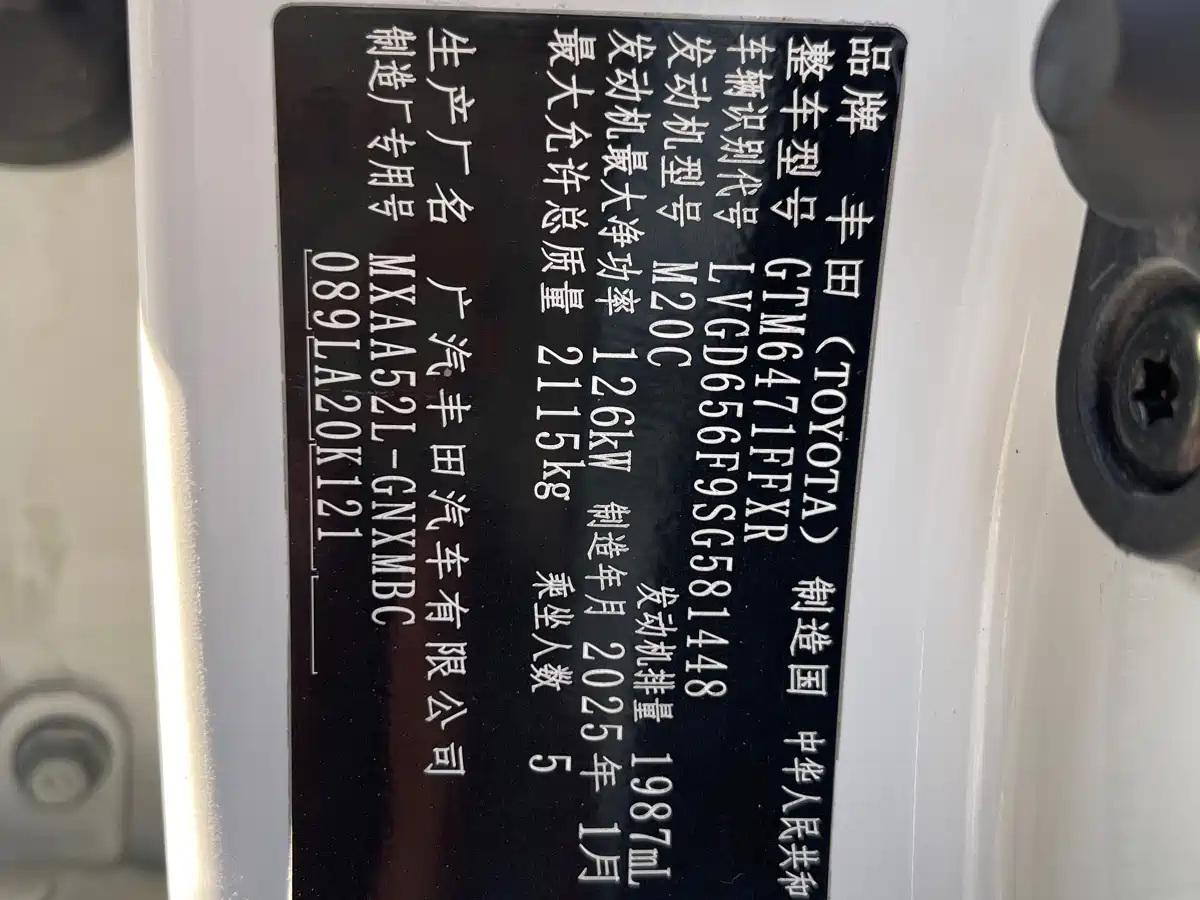 品牌 丰田（TOYOTA） 制造国 中华人民共和
整车型号 GTM6471FFXR
车辆识别代号 LVGD656F9SG581448
发动机型号 M20C 发动机排量 1987mL
发动机最大净功率 126kW 制造年月 2025年 1月
最大允许总质量 2115kg 乘坐人数 5
生产厂名 广汽丰田汽车有限公司
制造厂专用号 MXAA52L-GNXMBC
089LA20K121